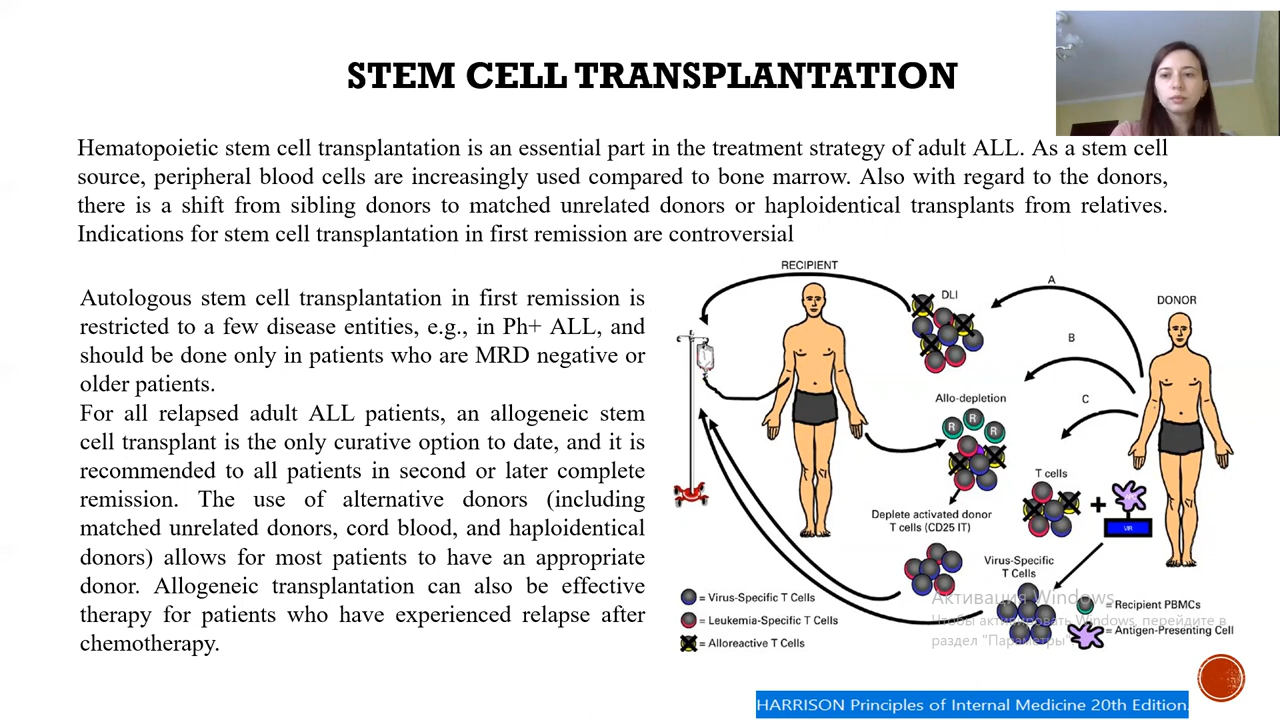 STEM CELL TRANSPLANTATION
Hematopoietic stem cell transplantation is an essential part in the treatment strategy of adult ALL. As a stem cell
source, peripheral blood cells are increasingly used compared to bone marrow. Also with regard to the donors,
there is a shift from sibling donors to matched unrelated donors or haploidentical transplants from relatives.
Indications for stem cell transplantation in first remission are controversial
Autologous stem cell transplantation in first remission is
restricted to a few disease entities, e.g., in Ph+ ALL, and
should be done only in patients who are MRD negative or
older patients.
For all relapsed adult ALL patients, an allogeneic stem
cell transplant is the only curative option to date, and it is
recommended to all patients in second or later complete
remission. The use of alternative donors (including
matched unrelated donors, cord blood, and haploidentical
donors) allows for most patients to have an appropriate
donor. Allogeneic transplantation can also be effective
therapy for patients who have experienced relapse after
chemotherapy.
RECIPIENT
DLI
A
DONOR
B
Allo-depletion
C
R R R
T cells
+
VIR
Deplete activated donor
T cells (CD25 IT)
Virus-Specific
T Cells
= Virus-Specific T Cells
= Leukemia-Specific T Cells
= Alloreactive T Cells
= Recipient PBMCs
= Antigen-Presenting Cell
Активация Windows
Чтобы активировать Windows, перейдите в
раздел "Параметры".
HARRISON Principles of Internal Medicine 20th Edition.